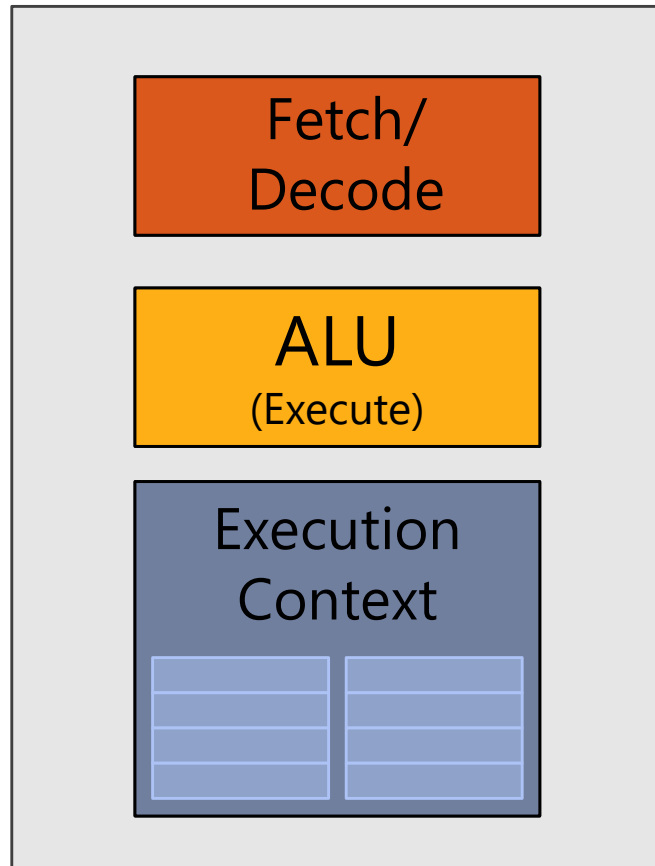 Fetch/
Decode
ALU
(Execute)
Execution
Context